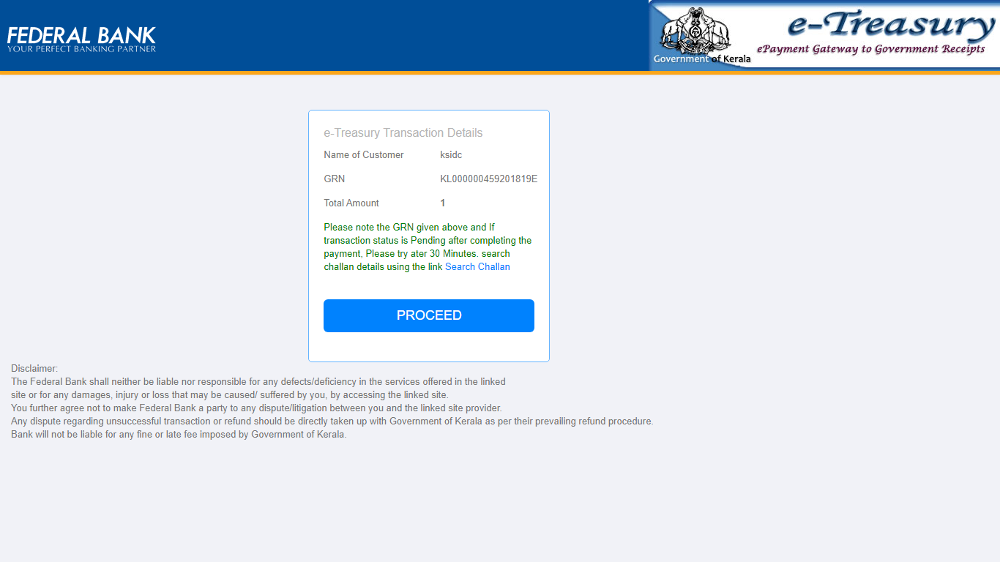 FEDERAL BANK
YOUR PERFECT BANKING PARTNER
Government of Kerala
e-Treasury
ePayment Gateway to Government Receipts
e-Treasury Transaction Details
Name of Customer ksidc
GRN KL000000459201819E
Total Amount 1
Please note the GRN given above and If
transaction status is Pending after completing the
payment, Please try ater 30 Minutes. search
challan details using the link Search Challan
PROCEED
Disclaimer:
The Federal Bank shall neither be liable nor responsible for any defects/deficiency in the services offered in the linked
site or for any damages, injury or loss that may be caused/ suffered by you, by accessing the linked site.
You further agree not to make Federal Bank a party to any dispute/litigation between you and the linked site provider.
Any dispute regarding unsuccessful transaction or refund should be directly taken up with Government of Kerala as per their prevailing refund procedure.
Bank will not be liable for any fine or late fee imposed by Government of Kerala.